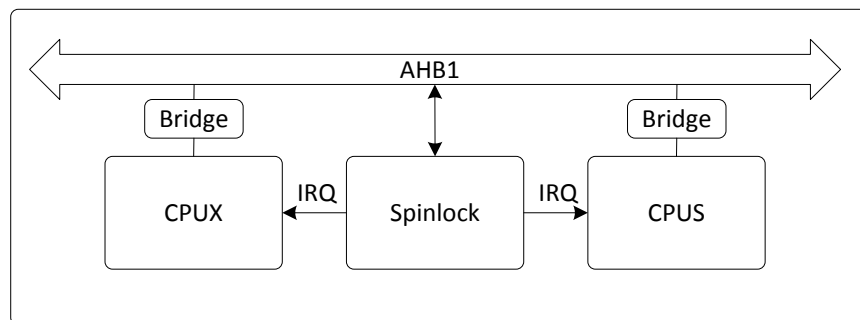 AHB1
Bridge
Bridge
IRQ
IRQ
CPUX
Spinlock
CPUS